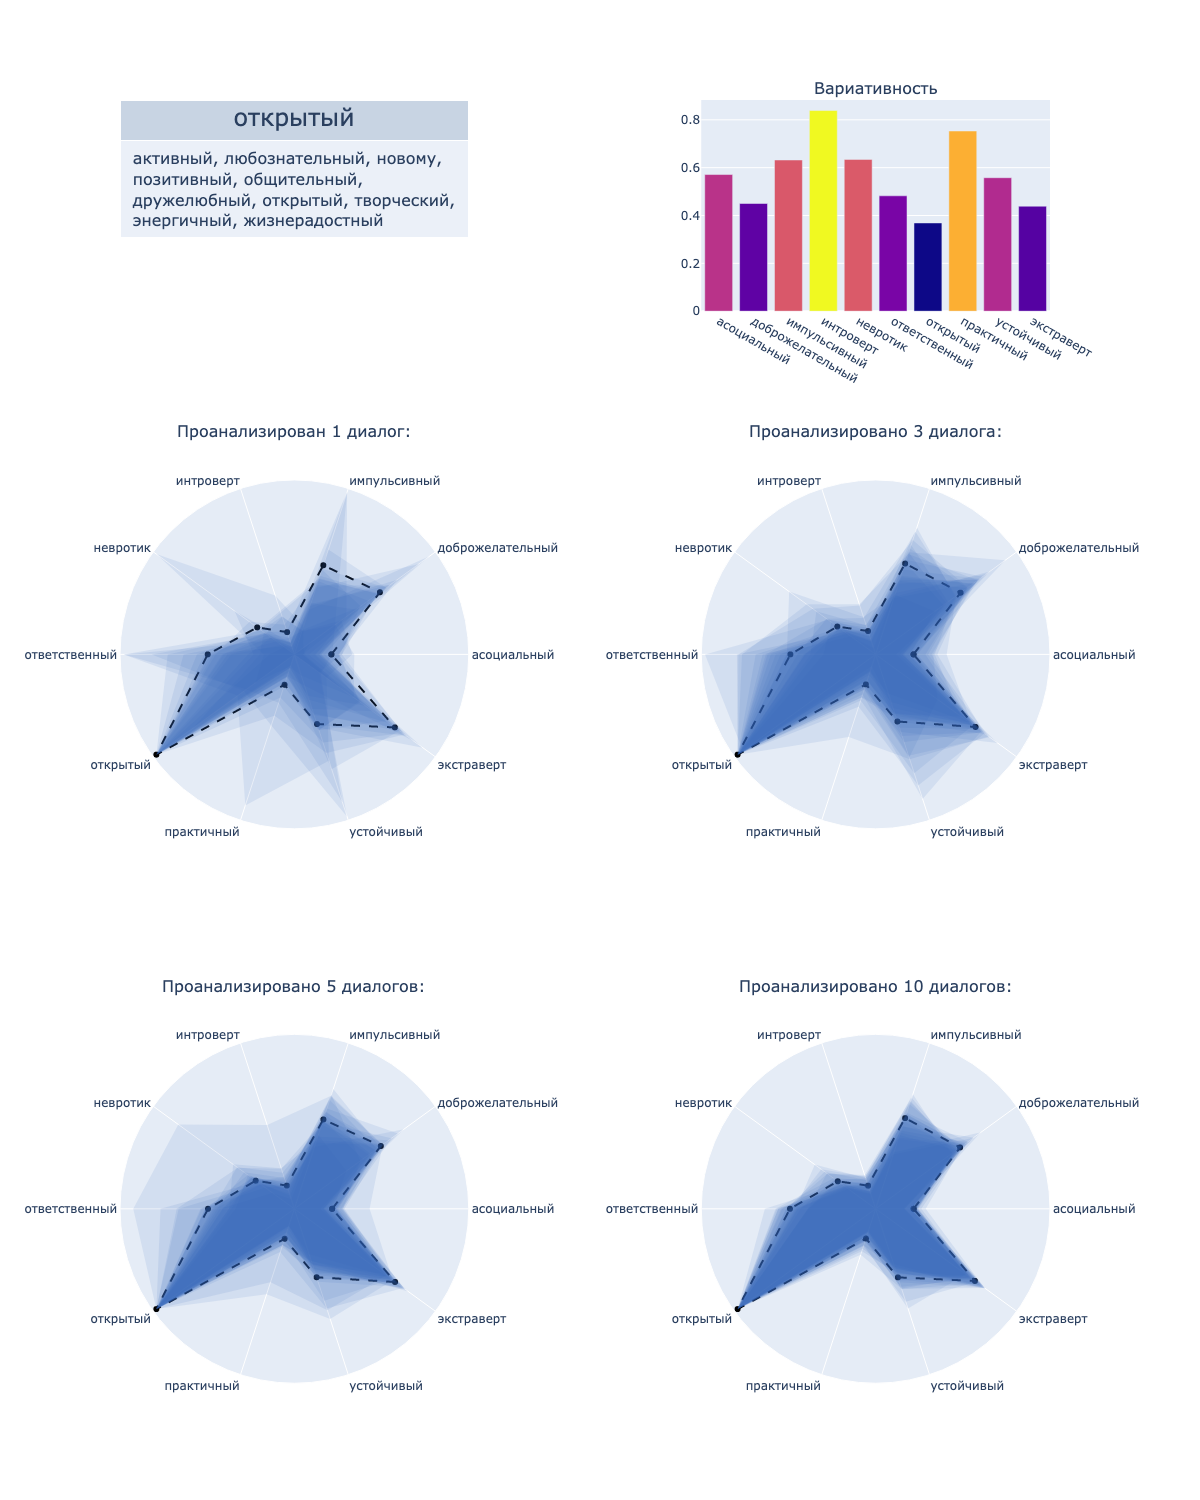 открытый
активный, любознательный, новому,
позитивный, общительный,
дружелюбный, открытый, творческий,
энергичный, жизнерадостный
Вариативность
0.8
0.6
0.4
0.2
0
асоциальный
доброжелательный
импульсивный
интроверт
невротик
ответственный
открытый
практичный
устойчивый
экстраверт
Проанализирован 1 диалог:
интроверт
импульсивный
невротик
доброжелательный
ответственный
асоциальный
открытый
экстраверт
практичный
устойчивый
Проанализировано 3 диалога:
интроверт
импульсивный
невротик
доброжелательный
ответственный
асоциальный
открытый
экстраверт
практичный
устойчивый
Проанализировано 5 диалогов:
интроверт
импульсивный
невротик
доброжелательный
ответственный
асоциальный
открытый
экстраверт
практичный
устойчивый
Проанализировано 10 диалогов:
интроверт
импульсивный
невротик
доброжелательный
ответственный
асоциальный
открытый
экстраверт
практичный
устойчивый